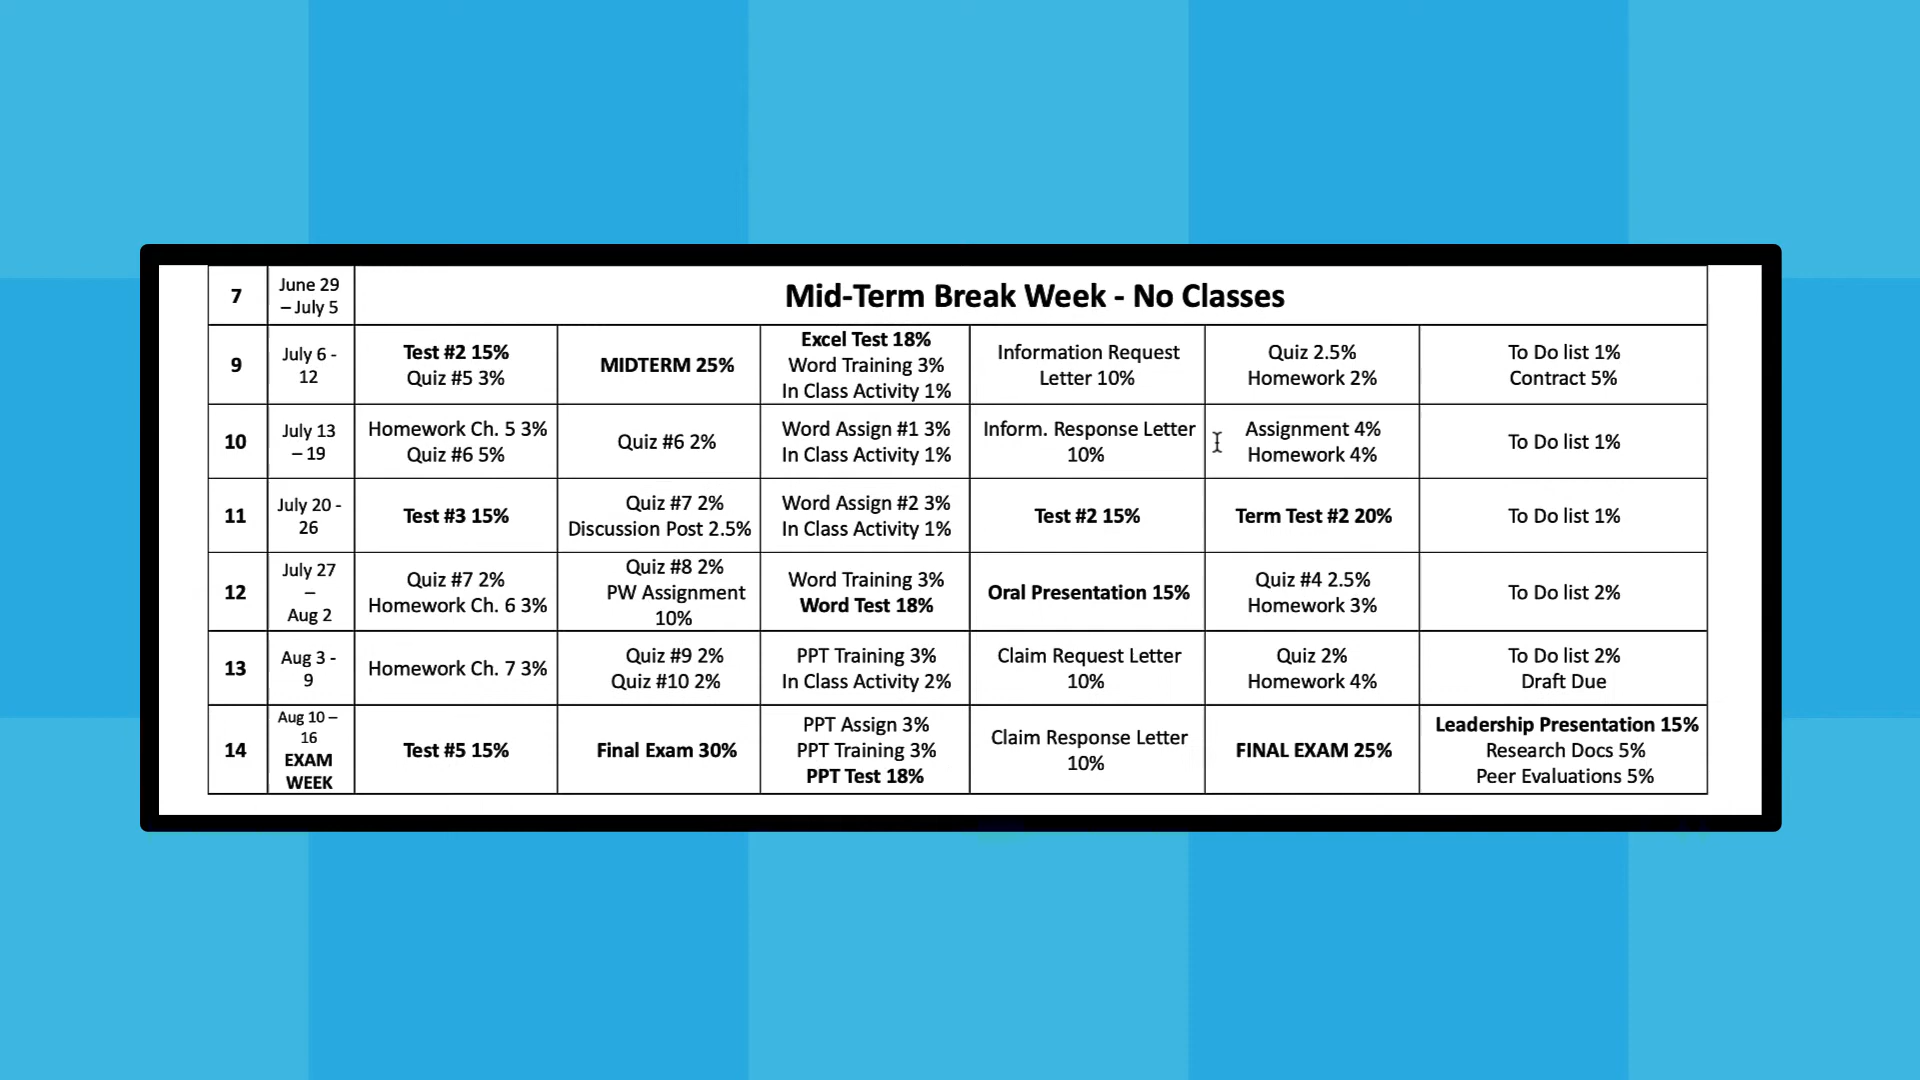 7
June 29
– July 5
Mid-Term Break Week - No Classes
9
July 6 -
12
Test #2 15%
Quiz #5 3%
MIDTERM 25%
Excel Test 18%
Word Training 3%
In Class Activity 1%
Information Request
Letter 10%
Quiz 2.5%
Homework 2%
To Do list 1%
Contract 5%
10
July 13
– 19
Homework Ch. 5 3%
Quiz #6 5%
Quiz #6 2%
Word Assign #1 3%
In Class Activity 1%
Inform. Response Letter
10%
Assignment 4%
Homework 4%
To Do list 1%
11
July 20 -
26
Test #3 15%
Quiz #7 2%
Discussion Post 2.5%
Word Assign #2 3%
In Class Activity 1%
Test #2 15%
Term Test #2 20%
To Do list 1%
12
July 27
–
Aug 2
Quiz #7 2%
Homework Ch. 6 3%
Quiz #8 2%
PW Assignment
10%
Word Training 3%
Word Test 18%
Oral Presentation 15%
Quiz #4 2.5%
Homework 3%
To Do list 2%
13
Aug 3 -
9
Homework Ch. 7 3%
Quiz #9 2%
Quiz #10 2%
PPT Training 3%
In Class Activity 2%
Claim Request Letter
10%
Quiz 2%
Homework 4%
To Do list 2%
Draft Due
14
Aug 10 –
16
EXAM
WEEK
Test #5 15%
Final Exam 30%
PPT Assign 3%
PPT Training 3%
PPT Test 18%
Claim Response Letter
10%
FINAL EXAM 25%
Leadership Presentation 15%
Research Docs 5%
Peer Evaluations 5%